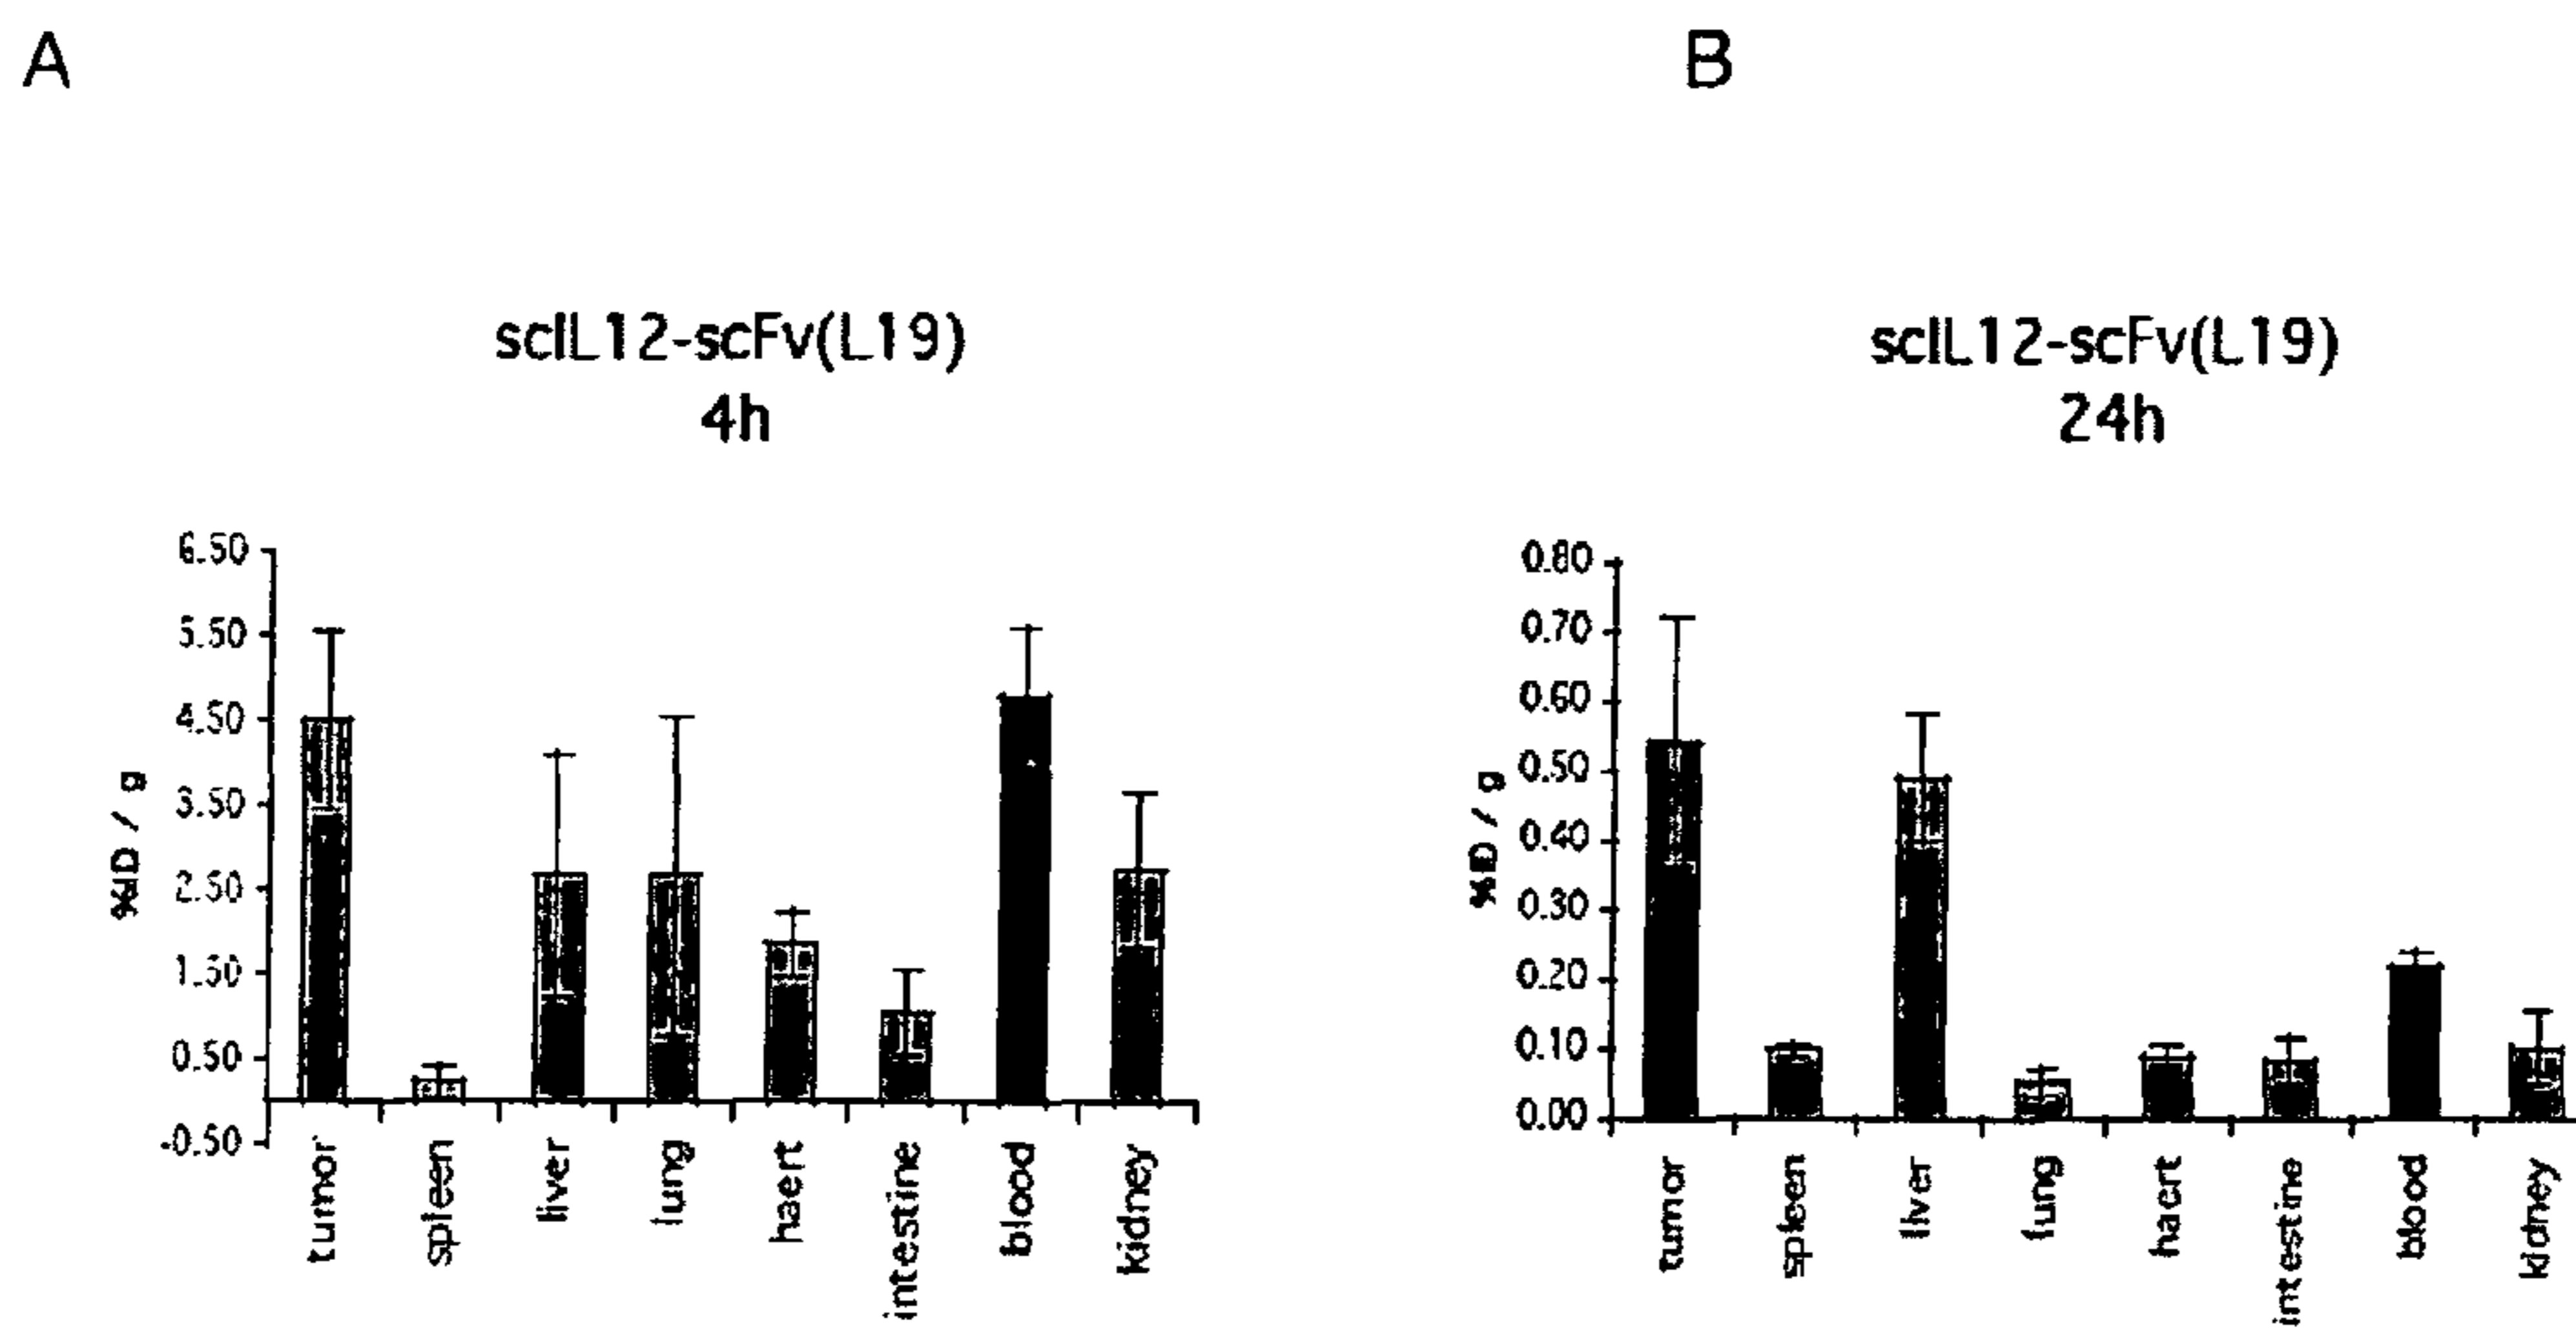 A
B
scIL12-scFv(L19)
4h
scIL12-scFv(L19)
24h
%ID / g
6.50
5.50
4.50
3.50
2.50
1.50
0.50
-0.50
tumor
spleen
liver
lung
haert
intestine
blood
kidney
%ID / g
0.80
0.70
0.60
0.50
0.40
0.30
0.20
0.10
0.00
tumor
spleen
liver
lung
haert
intestine
blood
kidney